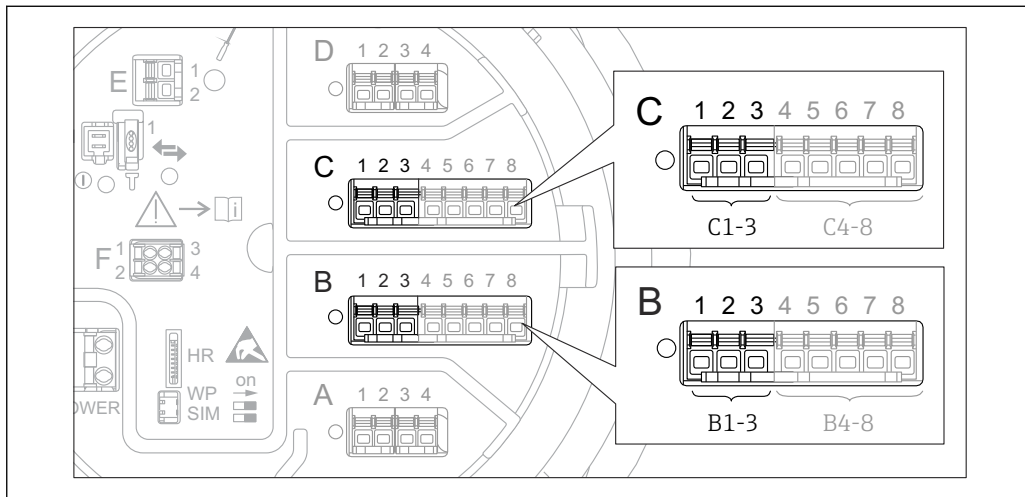 D 1 2 3 4
E 1
2
1
C 1 2 3 4 5 6 7 8
i
F 1 3
2 4
B 1 2 3 4 5 6 7 8
HR
WP on
SIM
OWER
A 1 2 3 4
C 1 2 3 4 5 6 7 8
C1-3 C4-8
B 1 2 3 4 5 6 7 8
B1-3 B4-8